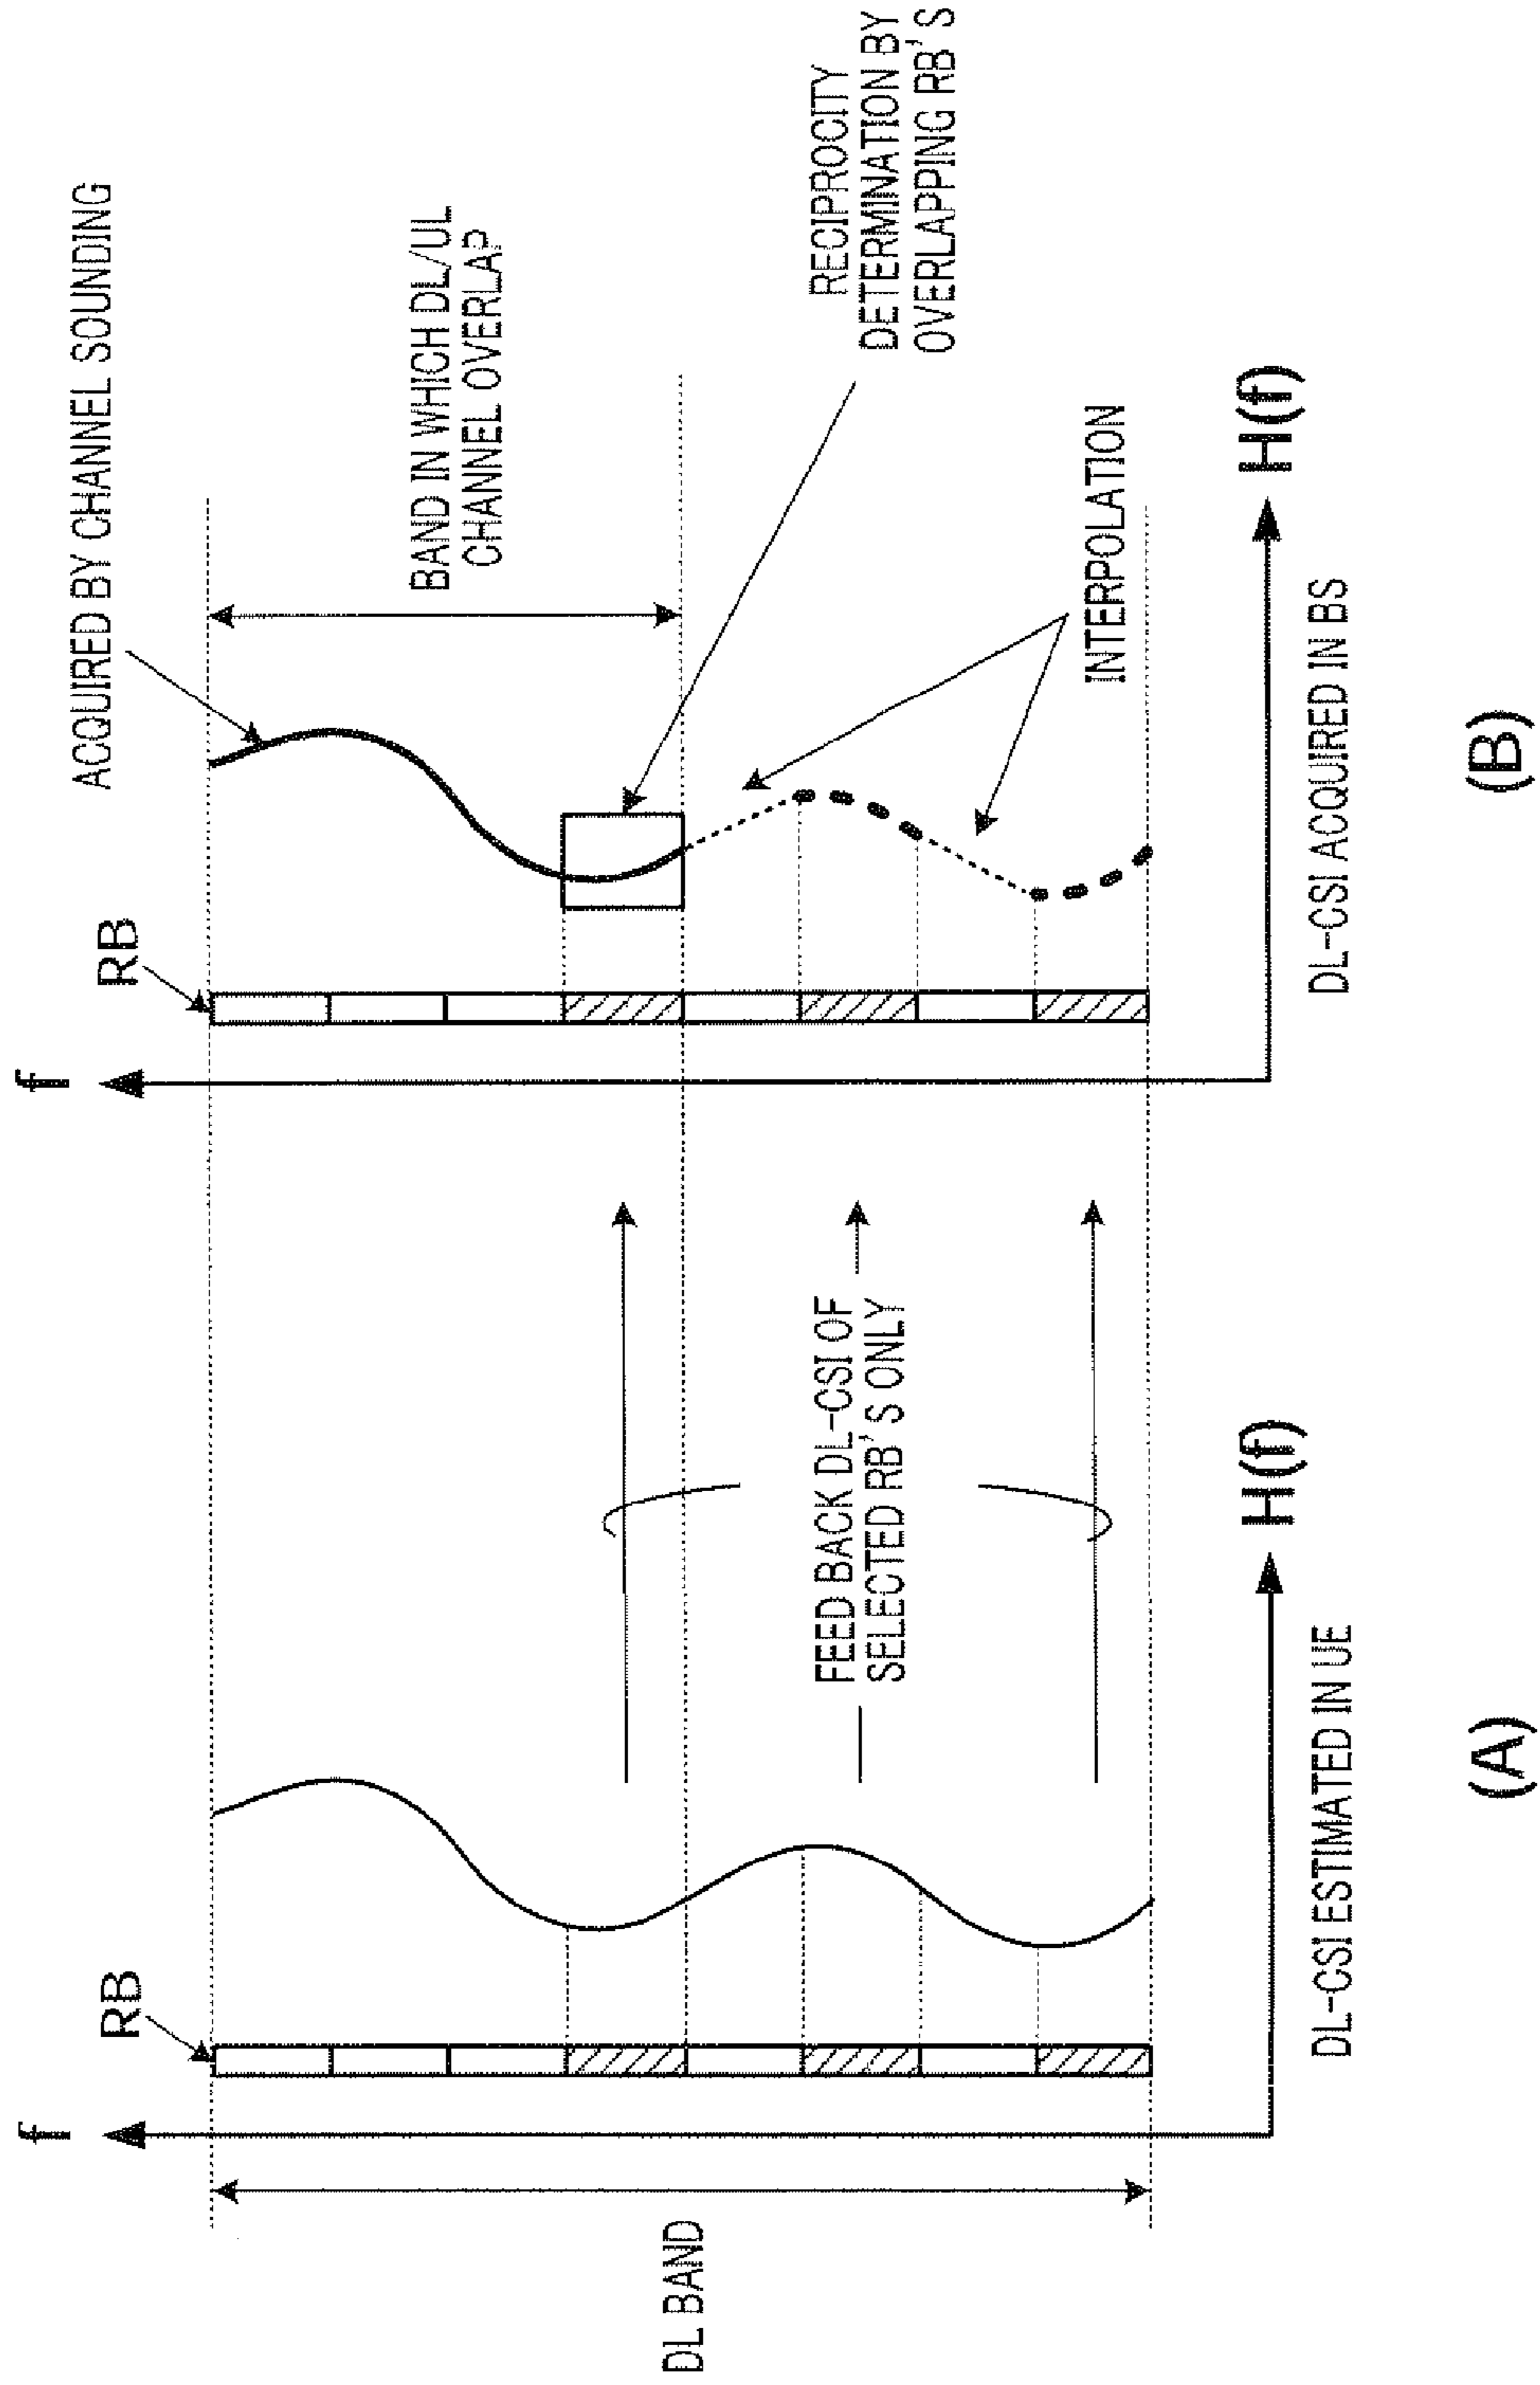 f
RB
DL BAND
DL-CSI ESTIMATED IN UE
H(f)
(A)
FEED BACK DL-CSI OF
SELECTED RB'S ONLY
f
RB
ACQUIRED BY CHANNEL SOUNDING
BAND IN WHICH DL/UL
CHANNEL OVERLAP
RECIPROCITY
DETERMINATION BY
OVERLAPPING RB'S
INTERPOLATION
H(f)
DL-CSI ACQUIRED IN BS
(B)